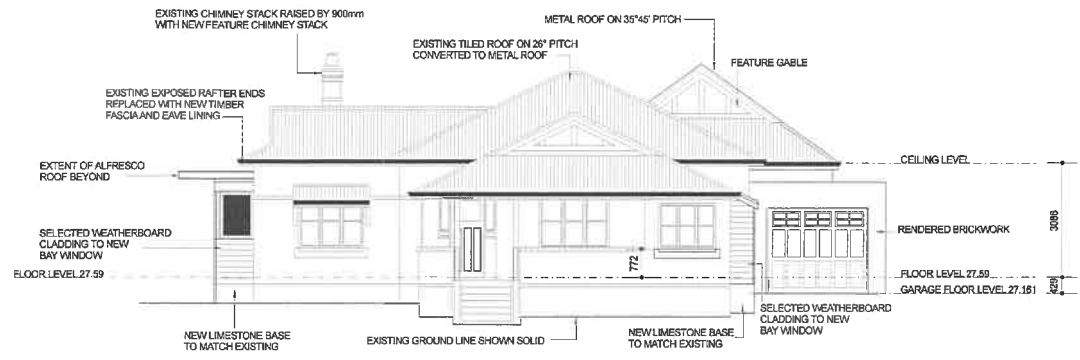 EXISTING CHIMNEY STACK RAISED BY 900mm
WITH NEW FEATURE CHIMNEY STACK
METAL ROOF ON 35°45' PITCH
EXISTING TILED ROOF ON 26° PITCH
CONVERTED TO METAL ROOF
FEATURE GABLE
EXISTING EXPOSED RAFTER ENDS
REPLACED WITH NEW TIMBER
FASCIA AND EAVE LINING
EXTENT OF ALFRESCO
ROOF BEYOND
CEILING LEVEL
SELECTED WEATHERBOARD
CLADDING TO NEW
BAY WINDOW
RENDERED BRICKWORK
3086
772
FLOOR LEVEL 27.59
FLOOR LEVEL 27.59
429
GARAGE FLOOR LEVEL 27.161
SELECTED WEATHERBOARD
CLADDING TO NEW
BAY WINDOW
NEW LIMESTONE BASE
TO MATCH EXISTING
EXISTING GROUND LINE SHOWN SOLID
NEW LIMESTONE BASE
TO MATCH EXISTING